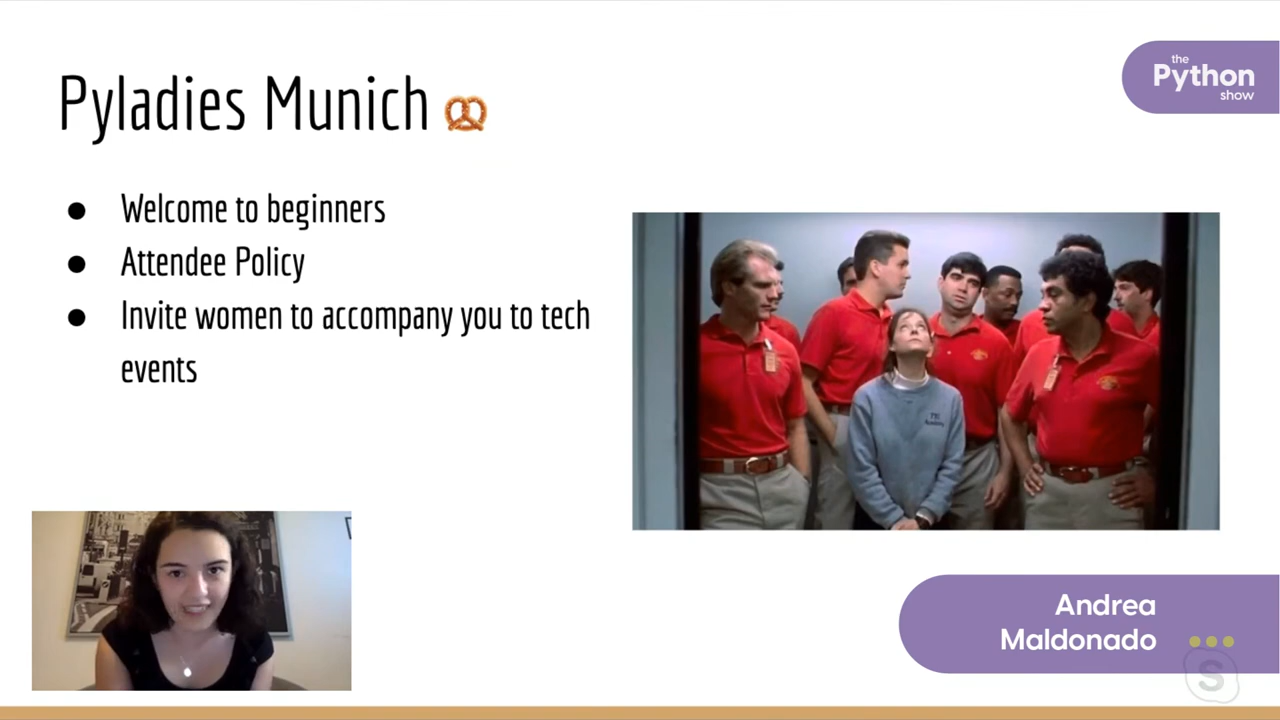 Pyladies Munich
the
Python
show
● Welcome to beginners
● Attendee Policy
● Invite women to accompany you to tech
events
Andrea
Maldonado
S